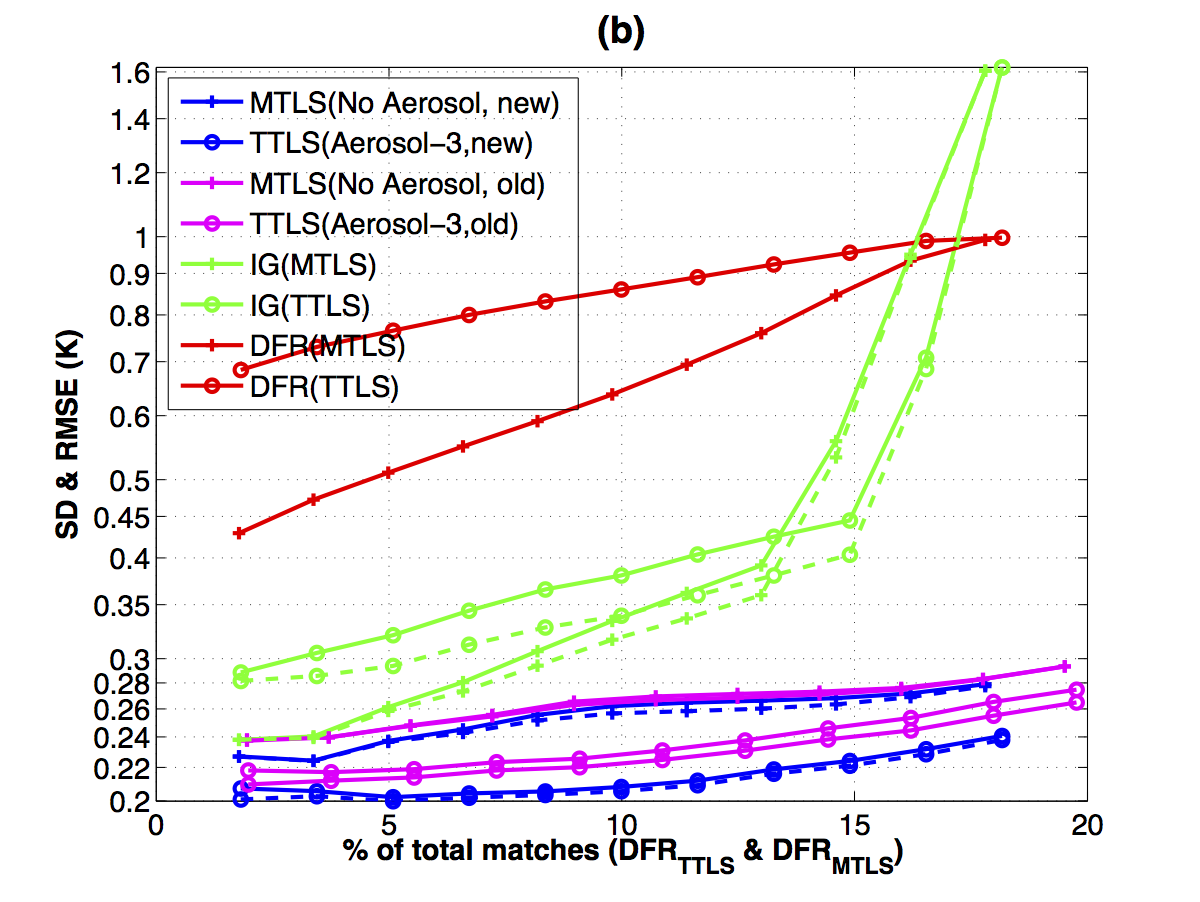 (b)
SD & RMSE (K)
1.6
1.4
1.2
1
0.9
0.8
0.7
0.6
0.5
0.45
0.4
0.35
0.3
0.28
0.26
0.24
0.22
0.2
MTLS(No Aerosol, new)
TTLS(Aerosol−3,new)
MTLS(No Aerosol, old)
TTLS(Aerosol−3,old)
IG(MTLS)
IG(TTLS)
DFR(MTLS)
DFR(TTLS)
0 5 10 15 20
% of total matches (DFR_TTLS & DFR_MTLS)